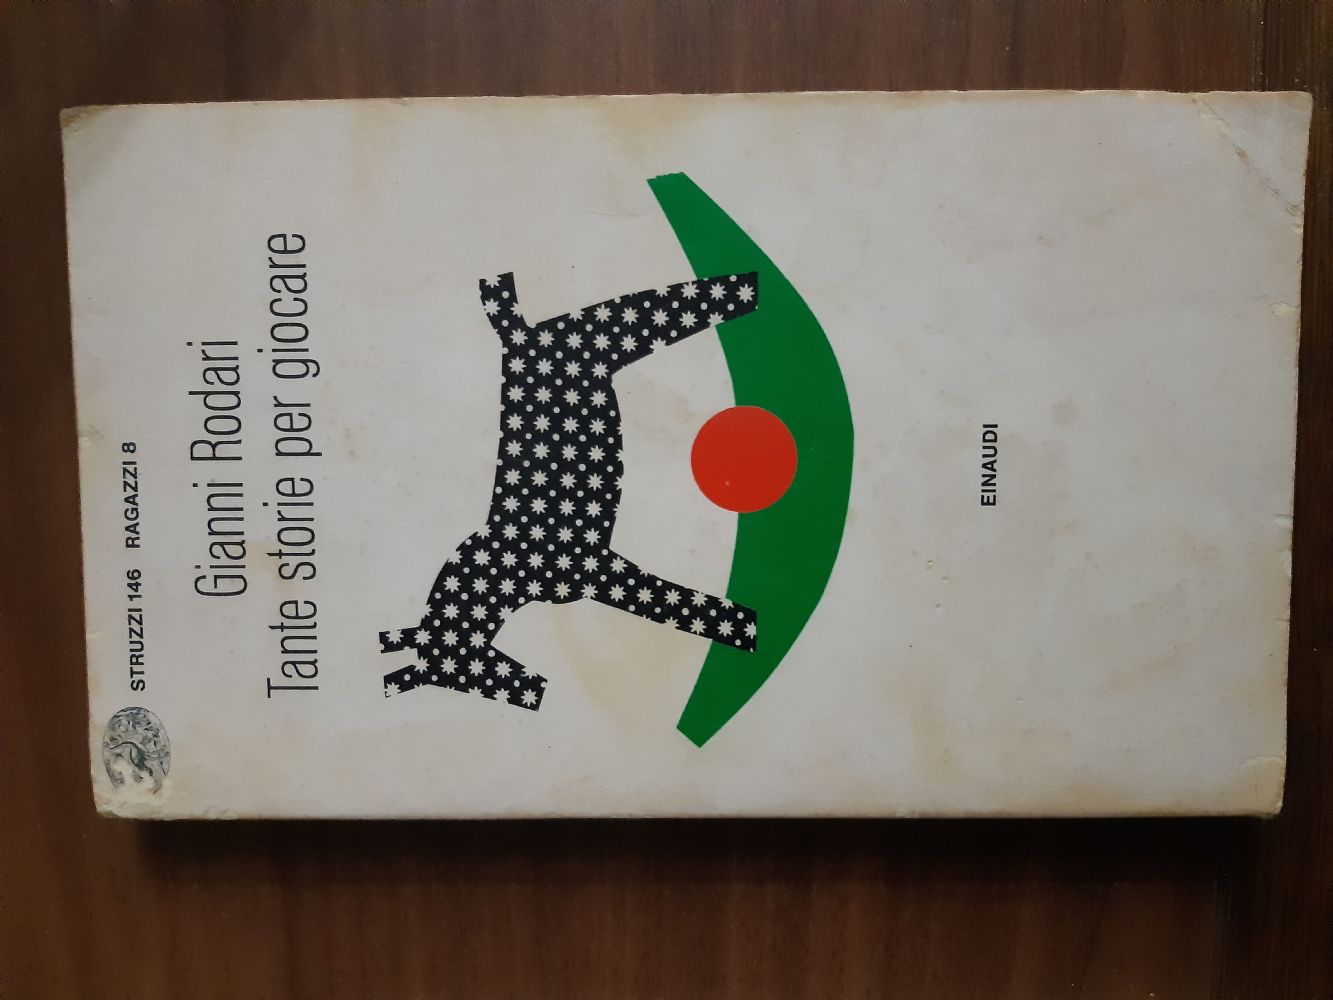 STRUZZI 146 RAGAZZI 8
Gianni Rodari
Tante storie per giocare
EINAUDI